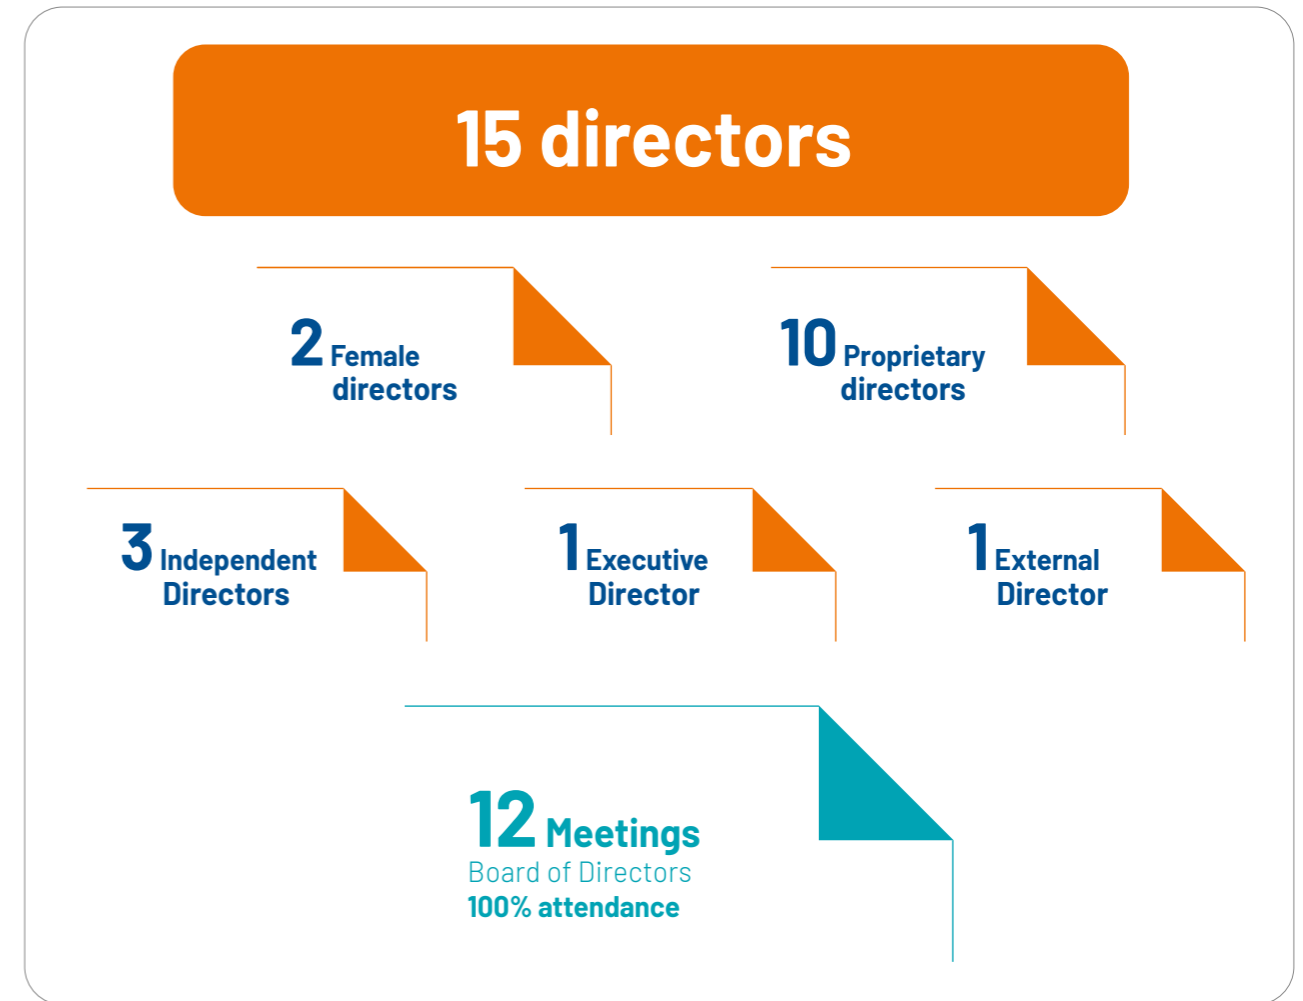 15 directors
2 Female
directors
10 Proprietary
directors
3 Independent
Directors
1 Executive
Director
1 External
Director
12 Meetings
Board of Directors
100% attendance